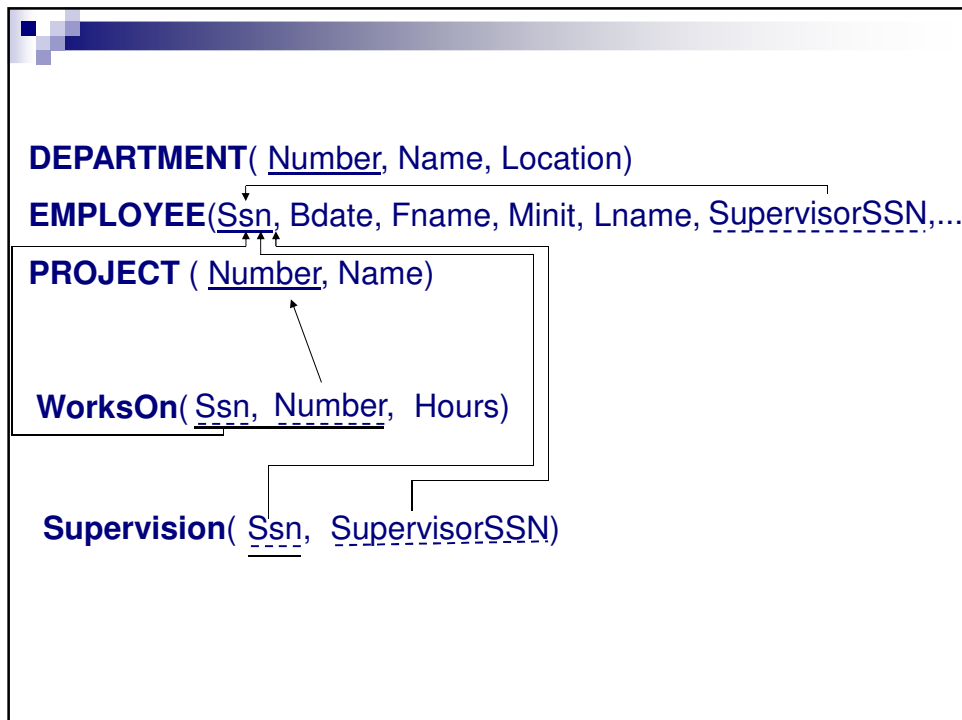 DEPARTMENT( Number, Name, Location)
EMPLOYEE(Ssn, Bdate, Fname, Minit, Lname, SupervisorSSN,...
PROJECT ( Number, Name)
WorksOn( Ssn, Number, Hours)
Supervision( Ssn, SupervisorSSN)